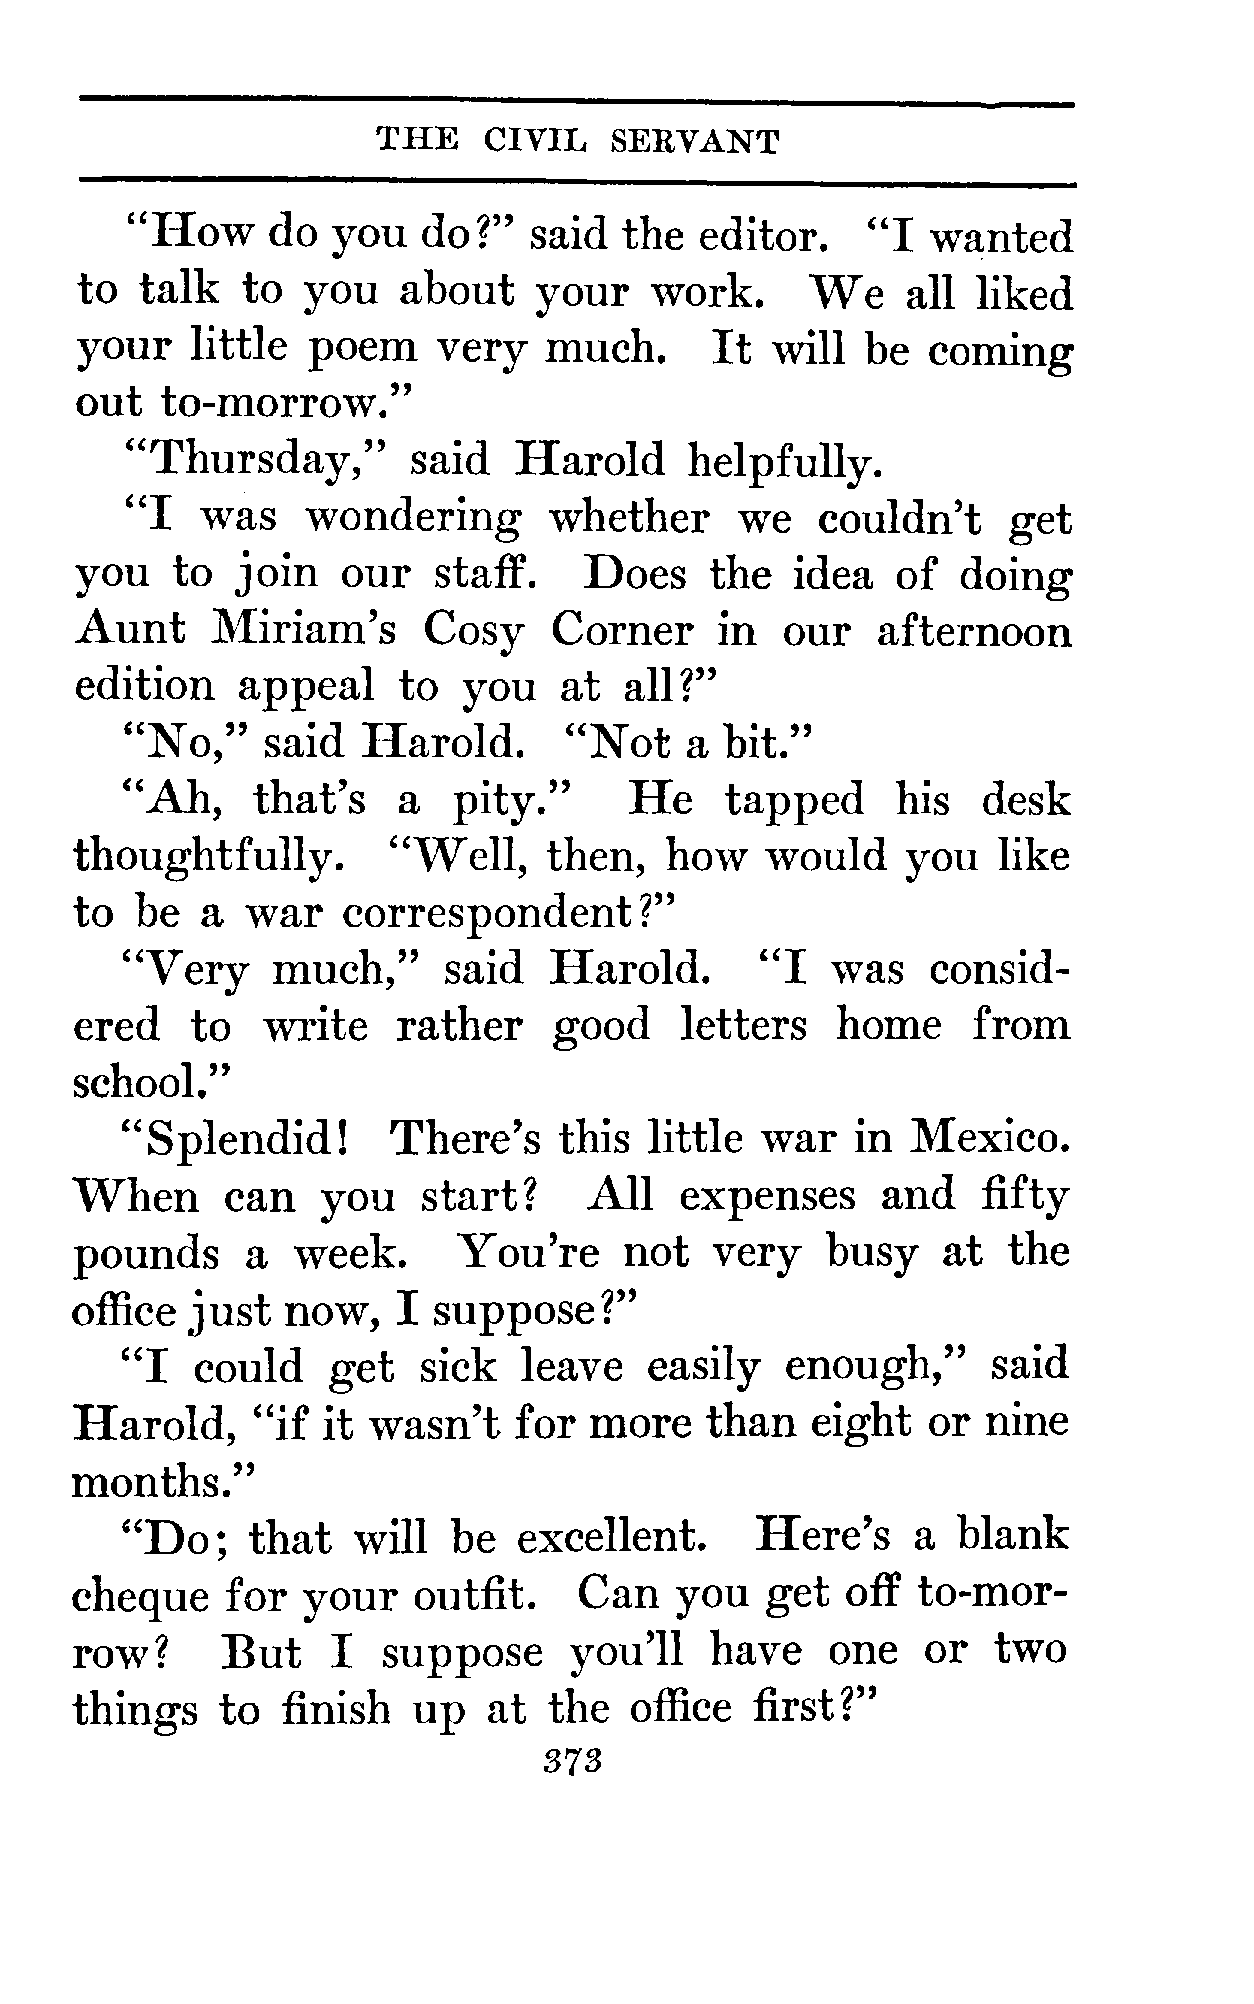 THE CIVIL SERVANT
"How do you do?" said the editor. "I wanted
to talk to you about your work. We all liked
your little poem very much. It will be coming
out to-morrow."
"Thursday," said Harold helpfully.
"I was wondering whether we couldn't get
you to join our staff. Does the idea of doing
Aunt Miriam's Cosy Corner in our afternoon
edition appeal to you at all?"
"No," said Harold. "Not a bit."
"Ah, that's a pity." He tapped his desk
thoughtfully. "Well, then, how would you like
to be a war correspondent?"
"Very much," said Harold. "I was consid-
ered to write rather good letters home from
school."
"Splendid! There's this little war in Mexico.
When can you start? All expenses and fifty
pounds a week. You're not very busy at the
office just now, I suppose?"
"I could get sick leave easily enough," said
Harold, "if it wasn't for more than eight or nine
months."
"Do; that will be excellent. Here's a blank
cheque for your outfit. Can you get off to-mor-
row? But I suppose you'll have one or two
things to finish up at the office first?"
373